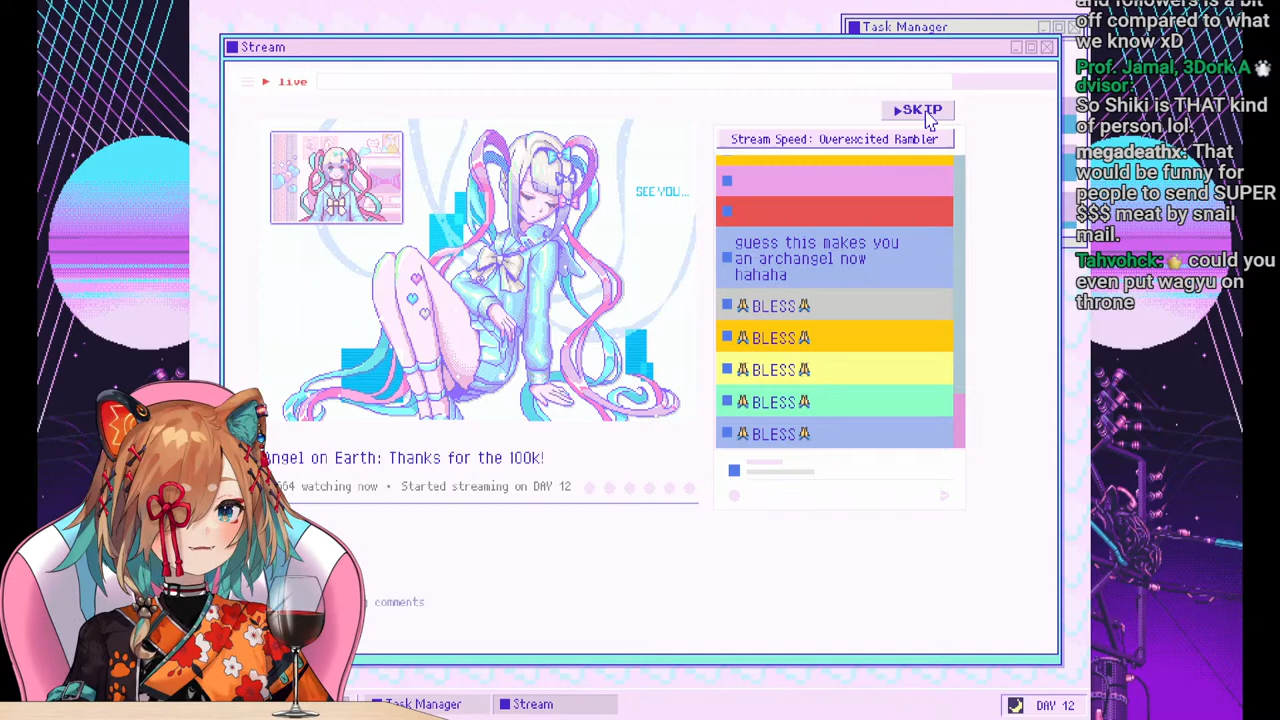 Task Manager
Stream
live
▶SKIP
Stream Speed: Overexcited Rambler
SEE YOU...
guess this makes you
an archangel now
hahaha
🙏BLESS🙏
🙏BLESS🙏
🙏BLESS🙏
🙏BLESS🙏
🙏BLESS🙏
Angel on Earth: Thanks for the 100k!
664 watching now • Started streaming on DAY 12
comments
Task Manager
Stream
DAY 12
and followers is a bit
off compared to what
we know xD
Prof. Jamal, 3Dork A
dvisor:
So Shiki is THAT kind
of person lol.
megadeathx: That
would be funny for
people to send SUPER
$$$ meat by snail
mail.
Tahvohck: could you
even put wagyu on
throne